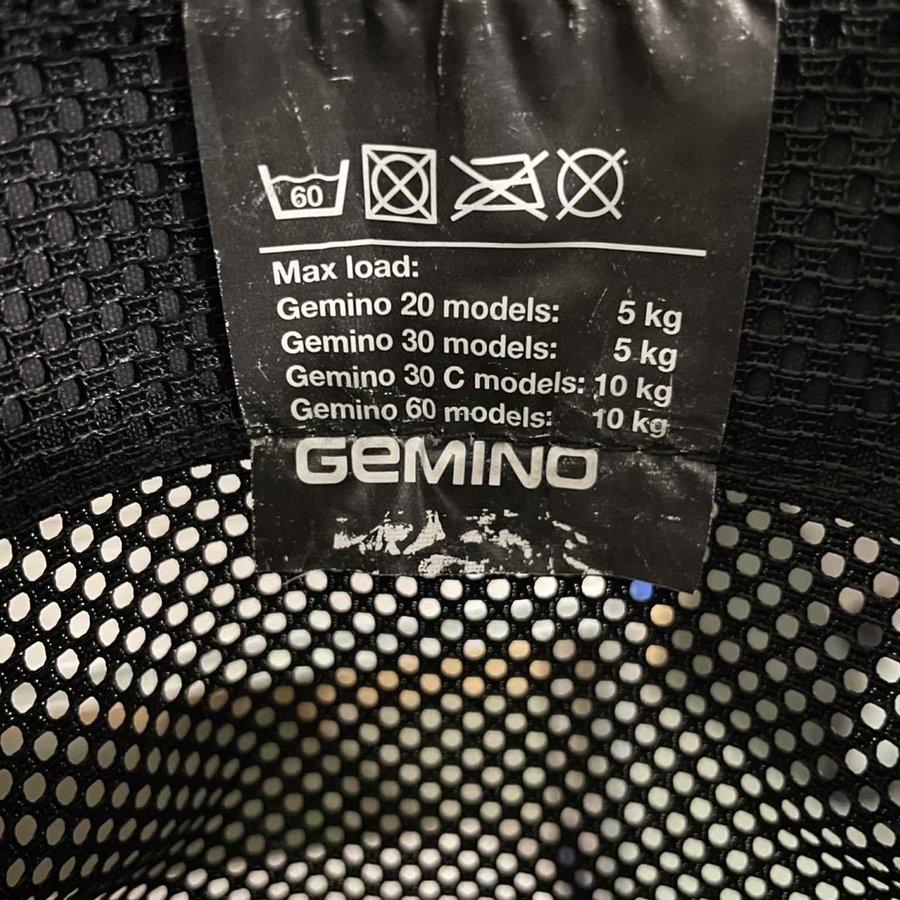 60
Max load:
Gemino 20 models: 5 kg
Gemino 30 models: 5 kg
Gemino 30 C models: 10 kg
Gemino 60 models: 10 kg
GEMINO